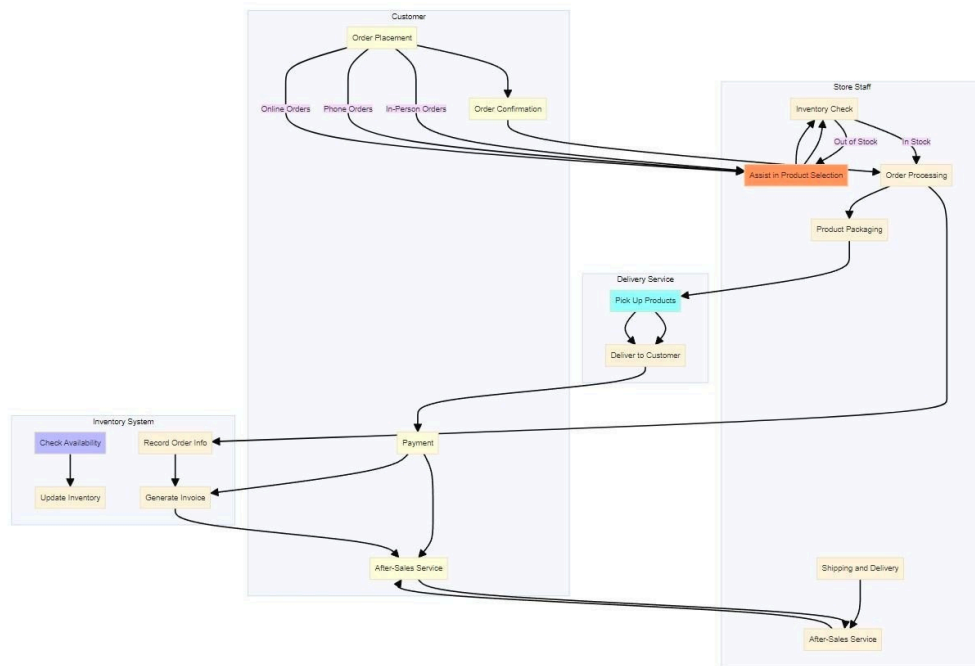 Customer
Order Placement
Store Staff
Online Orders
Phone Orders
In-Person Orders
Order Confirmation
Inventory Check
Out of Stock
In Stock
Assist in Product Selection
Order Processing
Product Packaging
Delivery Service
Pick Up Products
Deliver to Customer
Inventory System
Check Availability
Record Order Info
Payment
Update Inventory
Generate Invoice
After-Sales Service
Shipping and Delivery
After-Sales Service